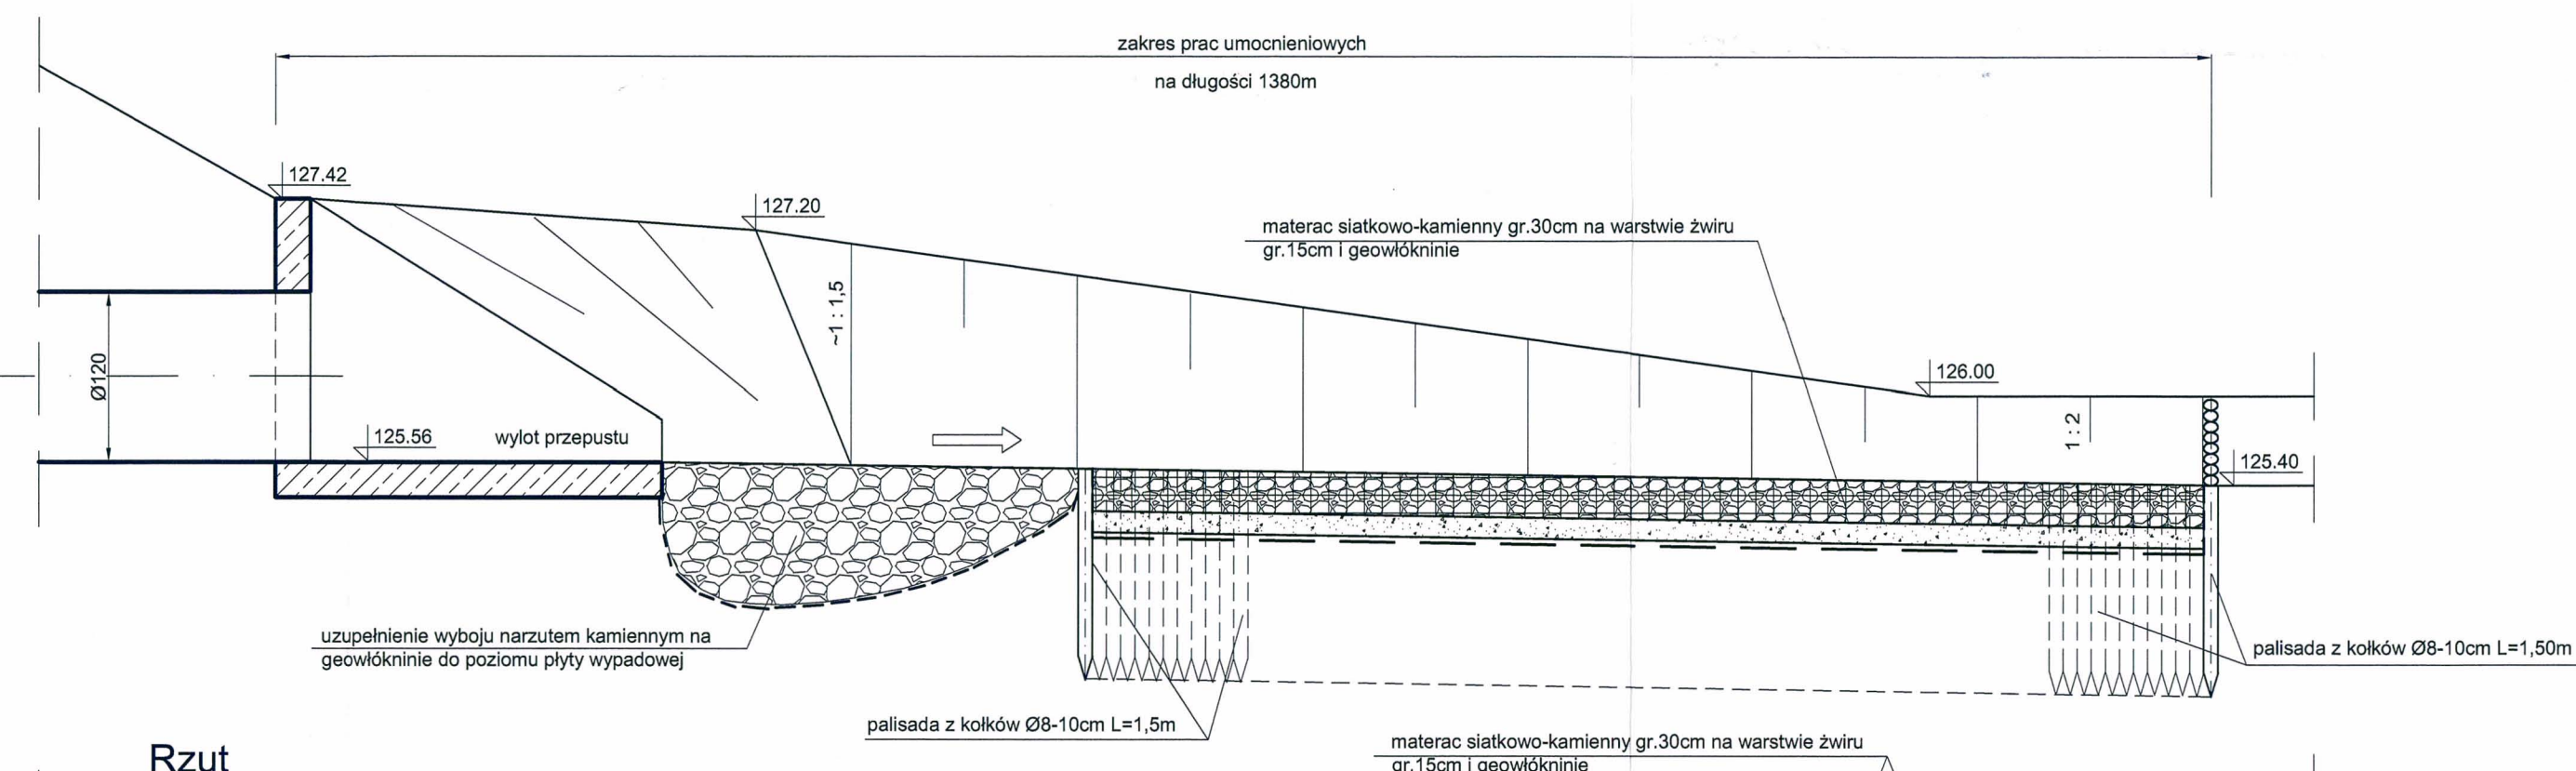 zakres prac umocnieniowych
na długości 1380m
127.42
127.20
materac siatkowo-kamienny gr.30cm na warstwie żwiru
gr.15cm i geowłókninie
~1 : 1,5
Ø120
126.00
125.56
wylot przepustu
1 : 2
125.40
uzupełnienie wyboju narzutem kamiennym na
geowłókninie do poziomu płyty wypadowej
palisada z kołków Ø8-10cm L=1,50m
palisada z kołków Ø8-10cm L=1,5m
Rzut
materac siatkowo-kamienny gr.30cm na warstwie żwiru
gr.15cm i geowłókninie